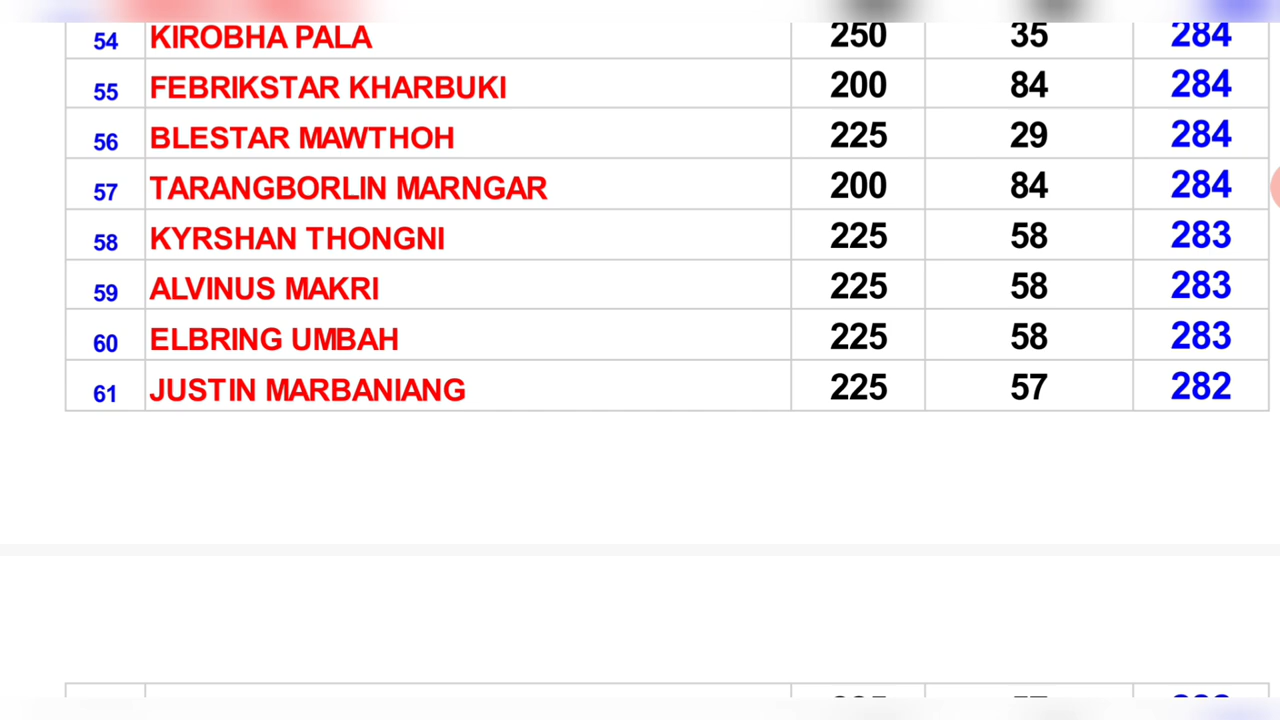 54 KIROBHA PALA 250 35 284
55 FEBRIKSTAR KHARBUKI 200 84 284
56 BLESTAR MAWTHOH 225 29 284
57 TARANGBORLIN MARNGAR 200 84 284
58 KYRSHAN THONGNI 225 58 283
59 ALVINUS MAKRI 225 58 283
60 ELBRING UMBAH 225 58 283
61 JUSTIN MARBANIANG 225 57 282